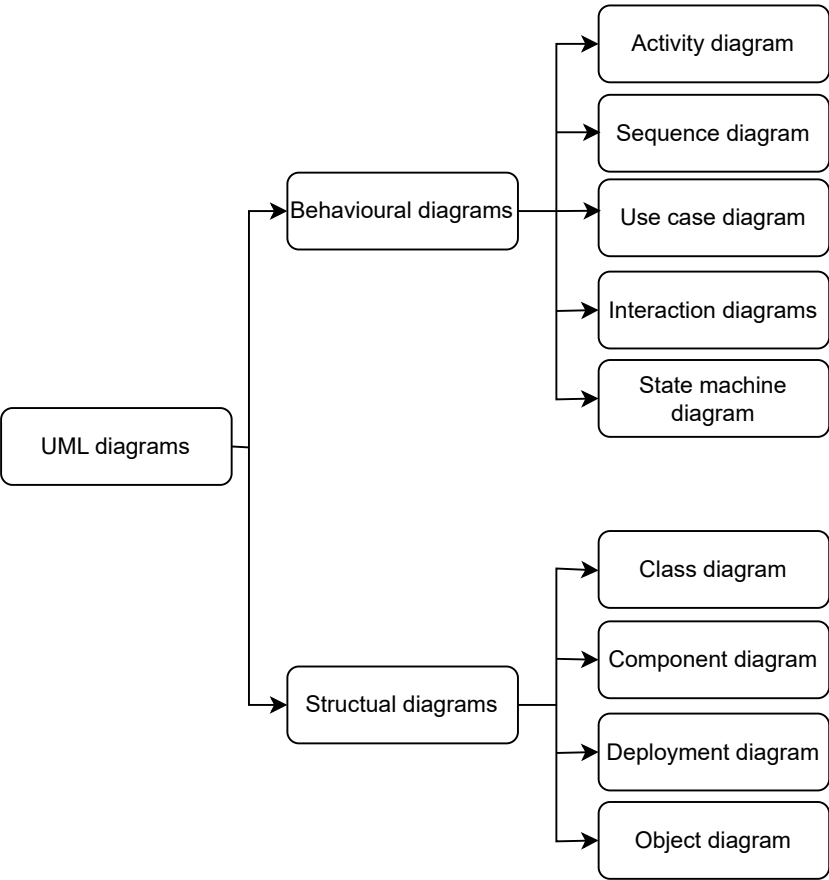 UML diagrams
Behavioural diagrams
Activity diagram
Sequence diagram
Use case diagram
Interaction diagrams
State machine
diagram
Structual diagrams
Class diagram
Component diagram
Deployment diagram
Object diagram